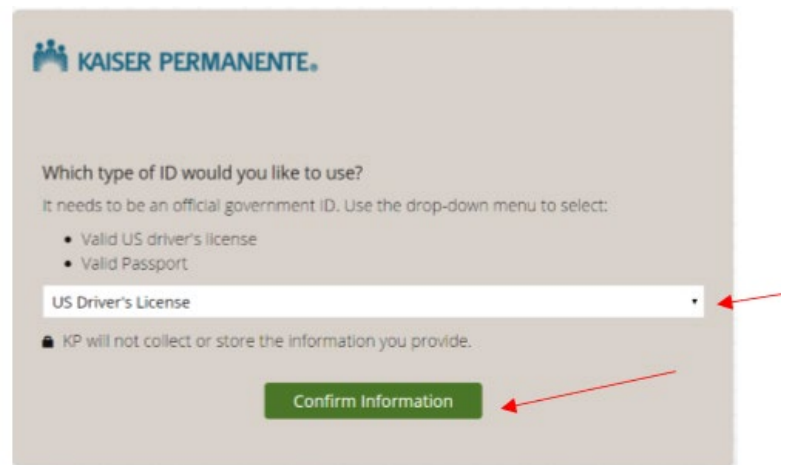 KAISER PERMANENTE®
Which type of ID would you like to use?
It needs to be an official government ID. Use the drop-down menu to select:
• Valid US driver's license
• Valid Passport
US Driver's License
KP will not collect or store the information you provide.
Confirm Information